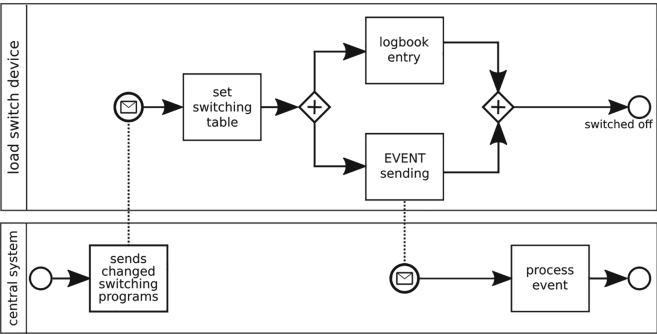 load switch device
set
switching
table
logbook
entry
EVENT
sending
switched off
central system
sends
changed
switching
programs
process
event